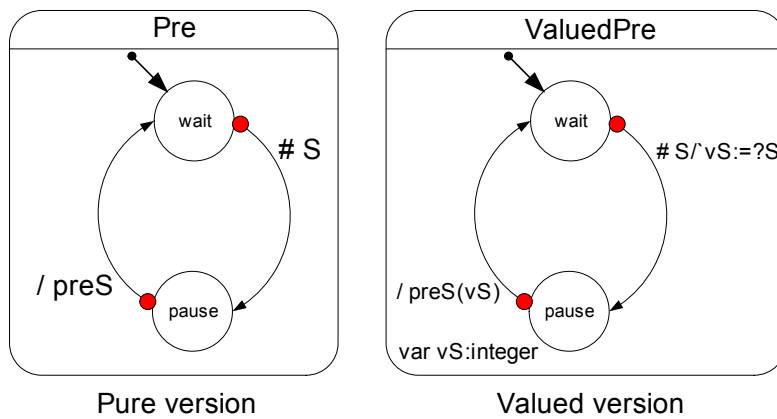 Pre
wait
# S
/ preS
pause
Pure version
ValuedPre
wait
# S/`vS:=?S
/ preS(vS)
pause
var vS:integer
Valued version